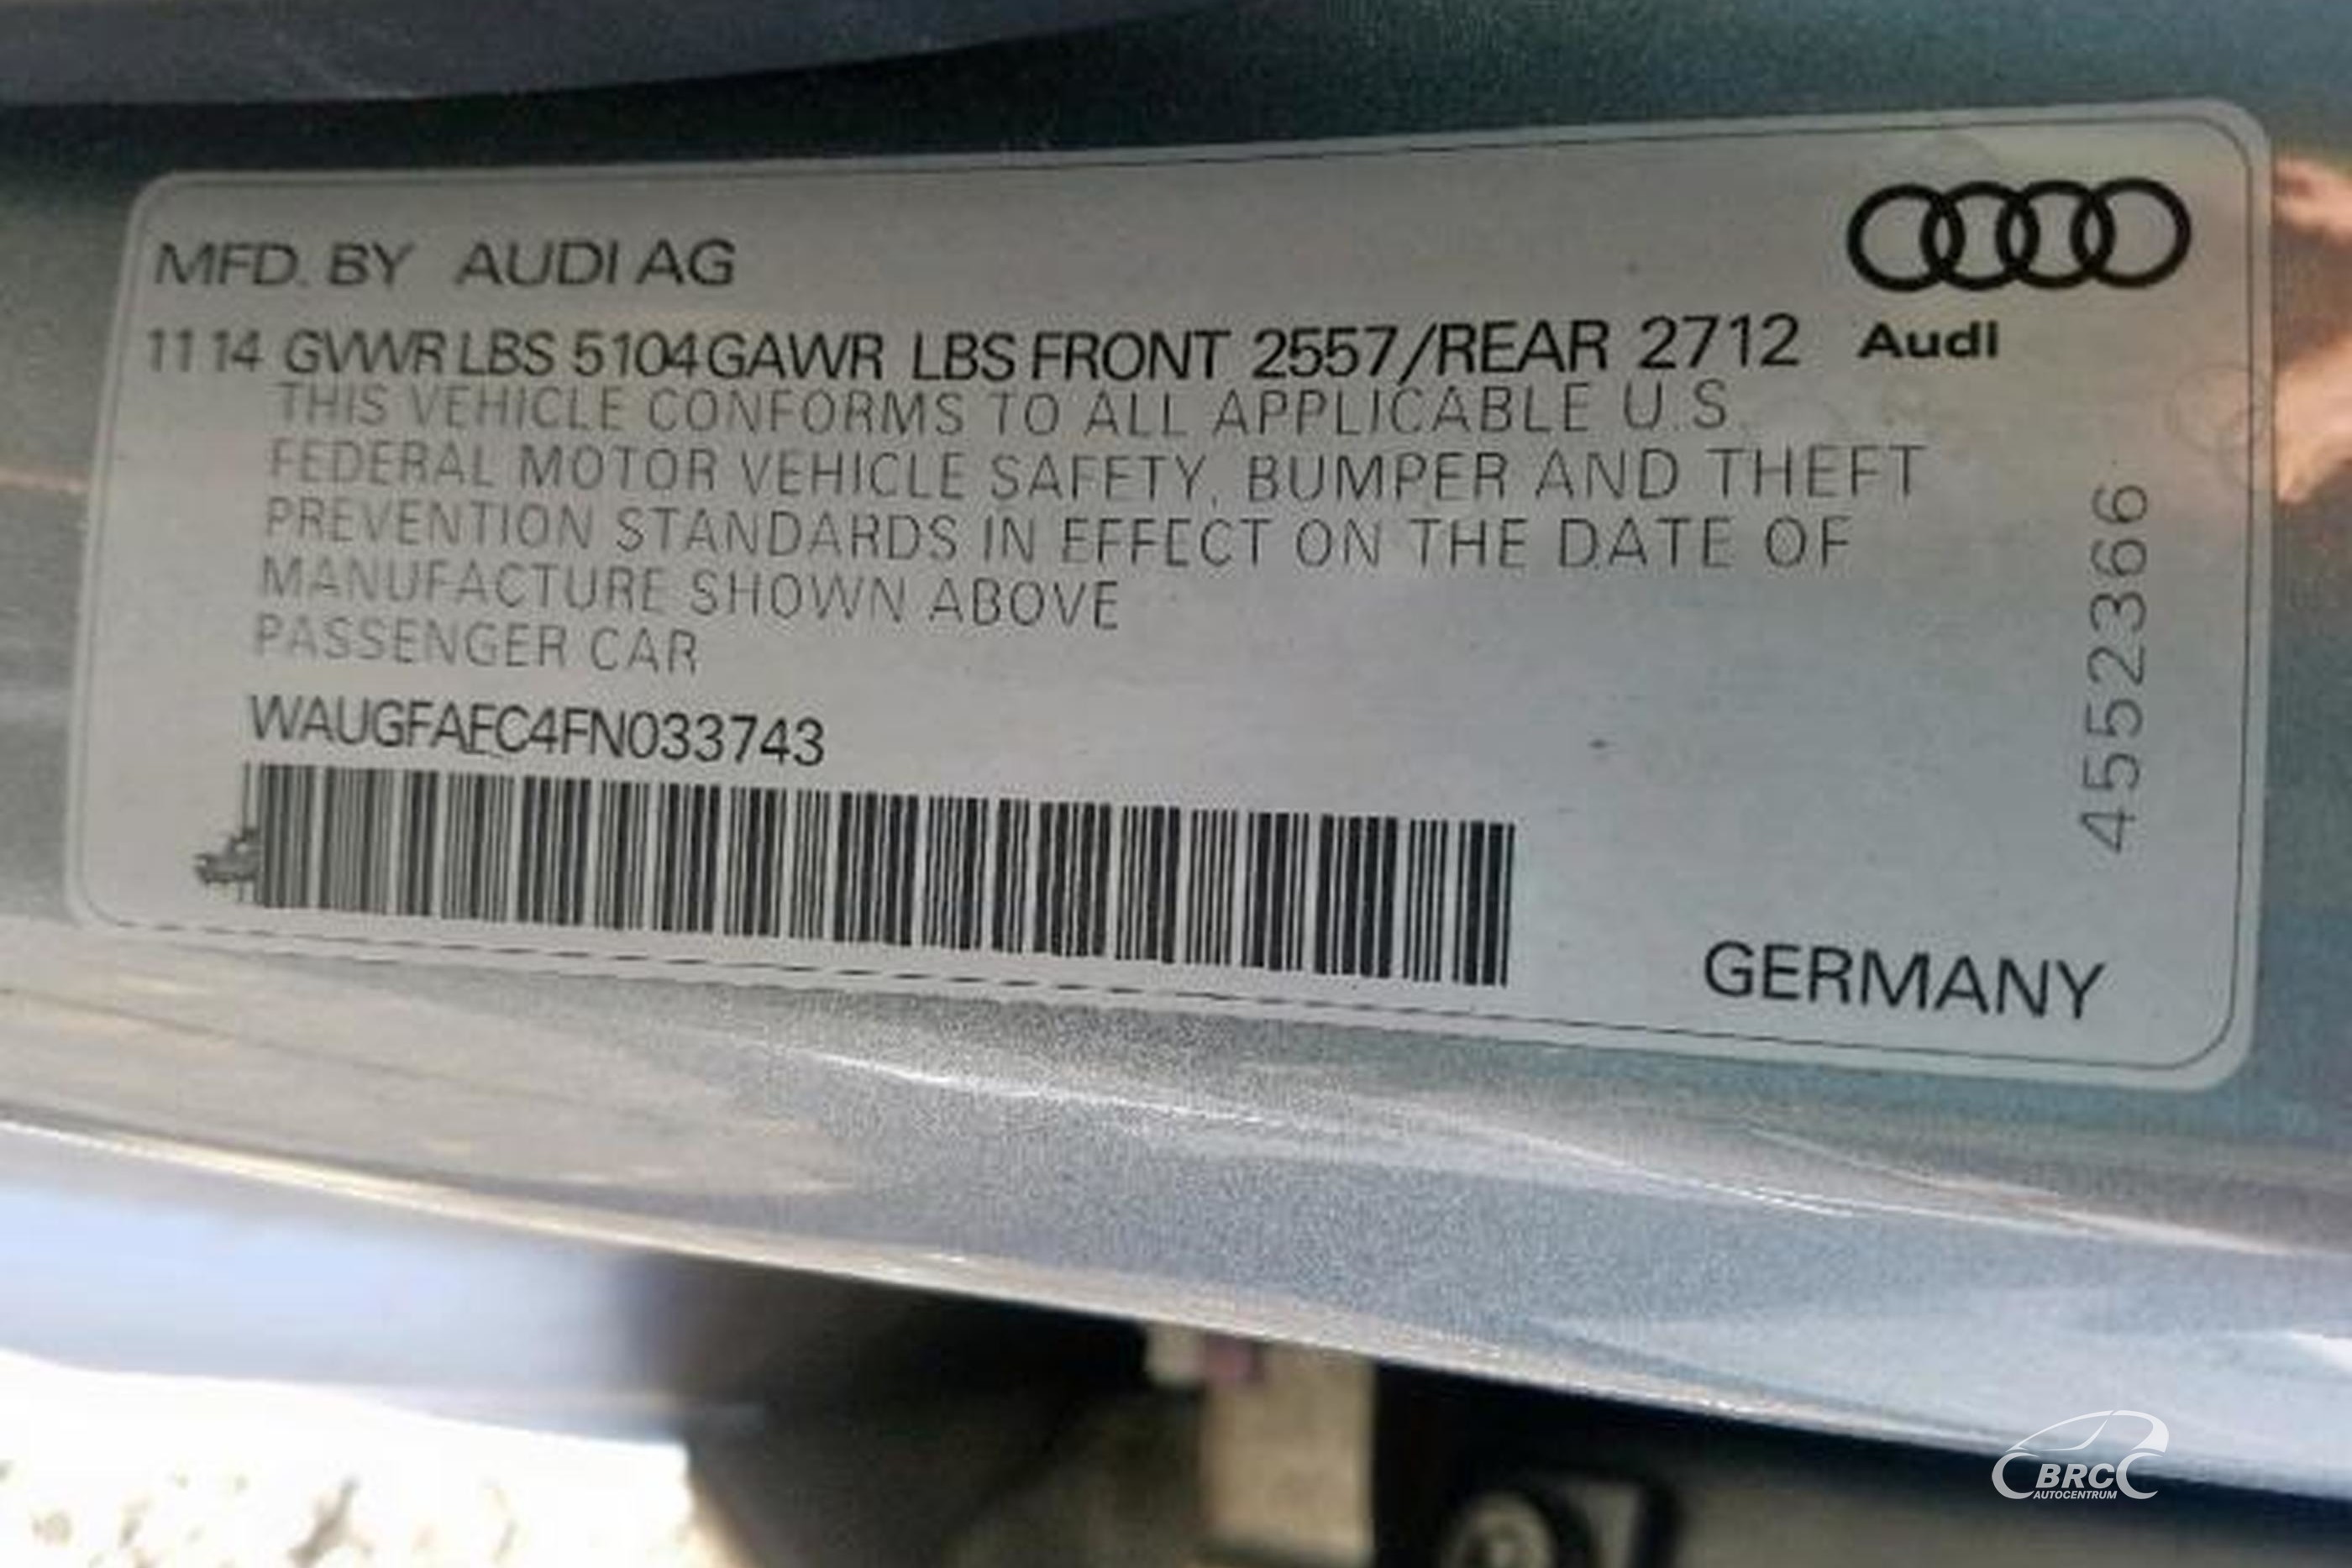 MFD. BY AUDI AG
11 14 GVWR LBS 5104 GAWR LBS FRONT 2557/REAR 2712
Audi
THIS VEHICLE CONFORMS TO ALL APPLICABLE U.S.
FEDERAL MOTOR VEHICLE SAFETY, BUMPER AND THEFT
PREVENTION STANDARDS IN EFFECT ON THE DATE OF
MANUFACTURE SHOWN ABOVE
PASSENGER CAR
WAUGFAFC4FN033743
4552366
GERMANY
BRC
AUTOCENTRUM